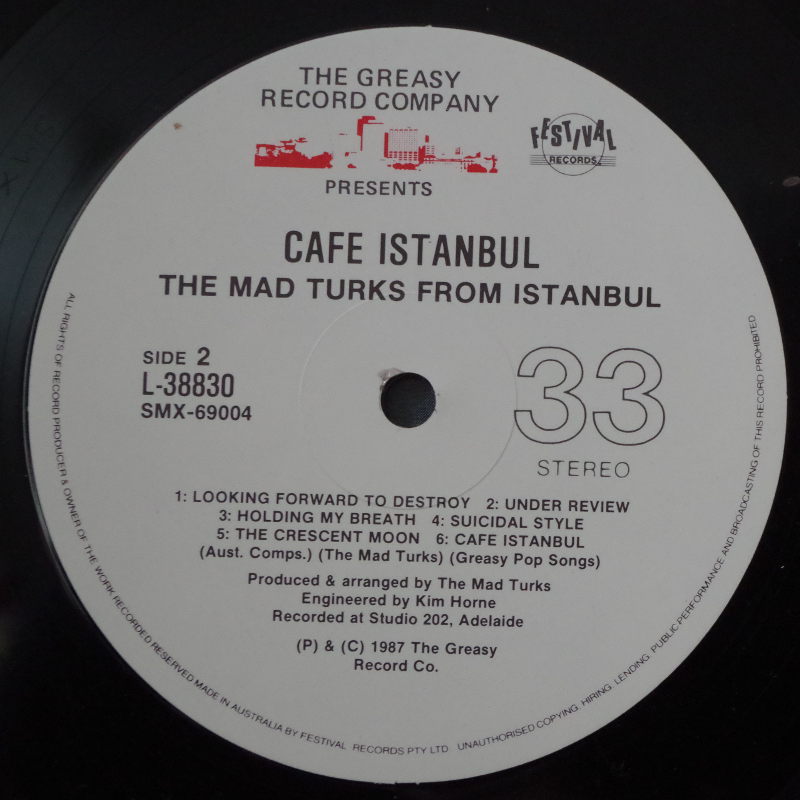 THE GREASY
RECORD COMPANY
FESTIVAL
RECORDS
PRESENTS
CAFE ISTANBUL
THE MAD TURKS FROM ISTANBUL
SIDE 2
L-38830
SMX-69004
33
STEREO
1: LOOKING FORWARD TO DESTROY 2: UNDER REVIEW
3: HOLDING MY BREATH 4: SUICIDAL STYLE
5: THE CRESCENT MOON 6: CAFE ISTANBUL
(Aust. Comps.) (The Mad Turks) (Greasy Pop Songs)
Produced & arranged by The Mad Turks
Engineered by Kim Horne
Recorded at Studio 202, Adelaide
(P) & (C) 1987 The Greasy
Record Co.
ALL RIGHTS OF RECORD PRODUCER & OWNER OF THE WORK RECORDED RESERVED MADE IN AUSTRALIA BY FESTIVAL RECORDS PTY LTD UNAUTHORISED COPYING. HIRING. LENDING. PUBLIC PERFORMANCE AND BROADCASTING OF THIS RECORD PROHIBITED